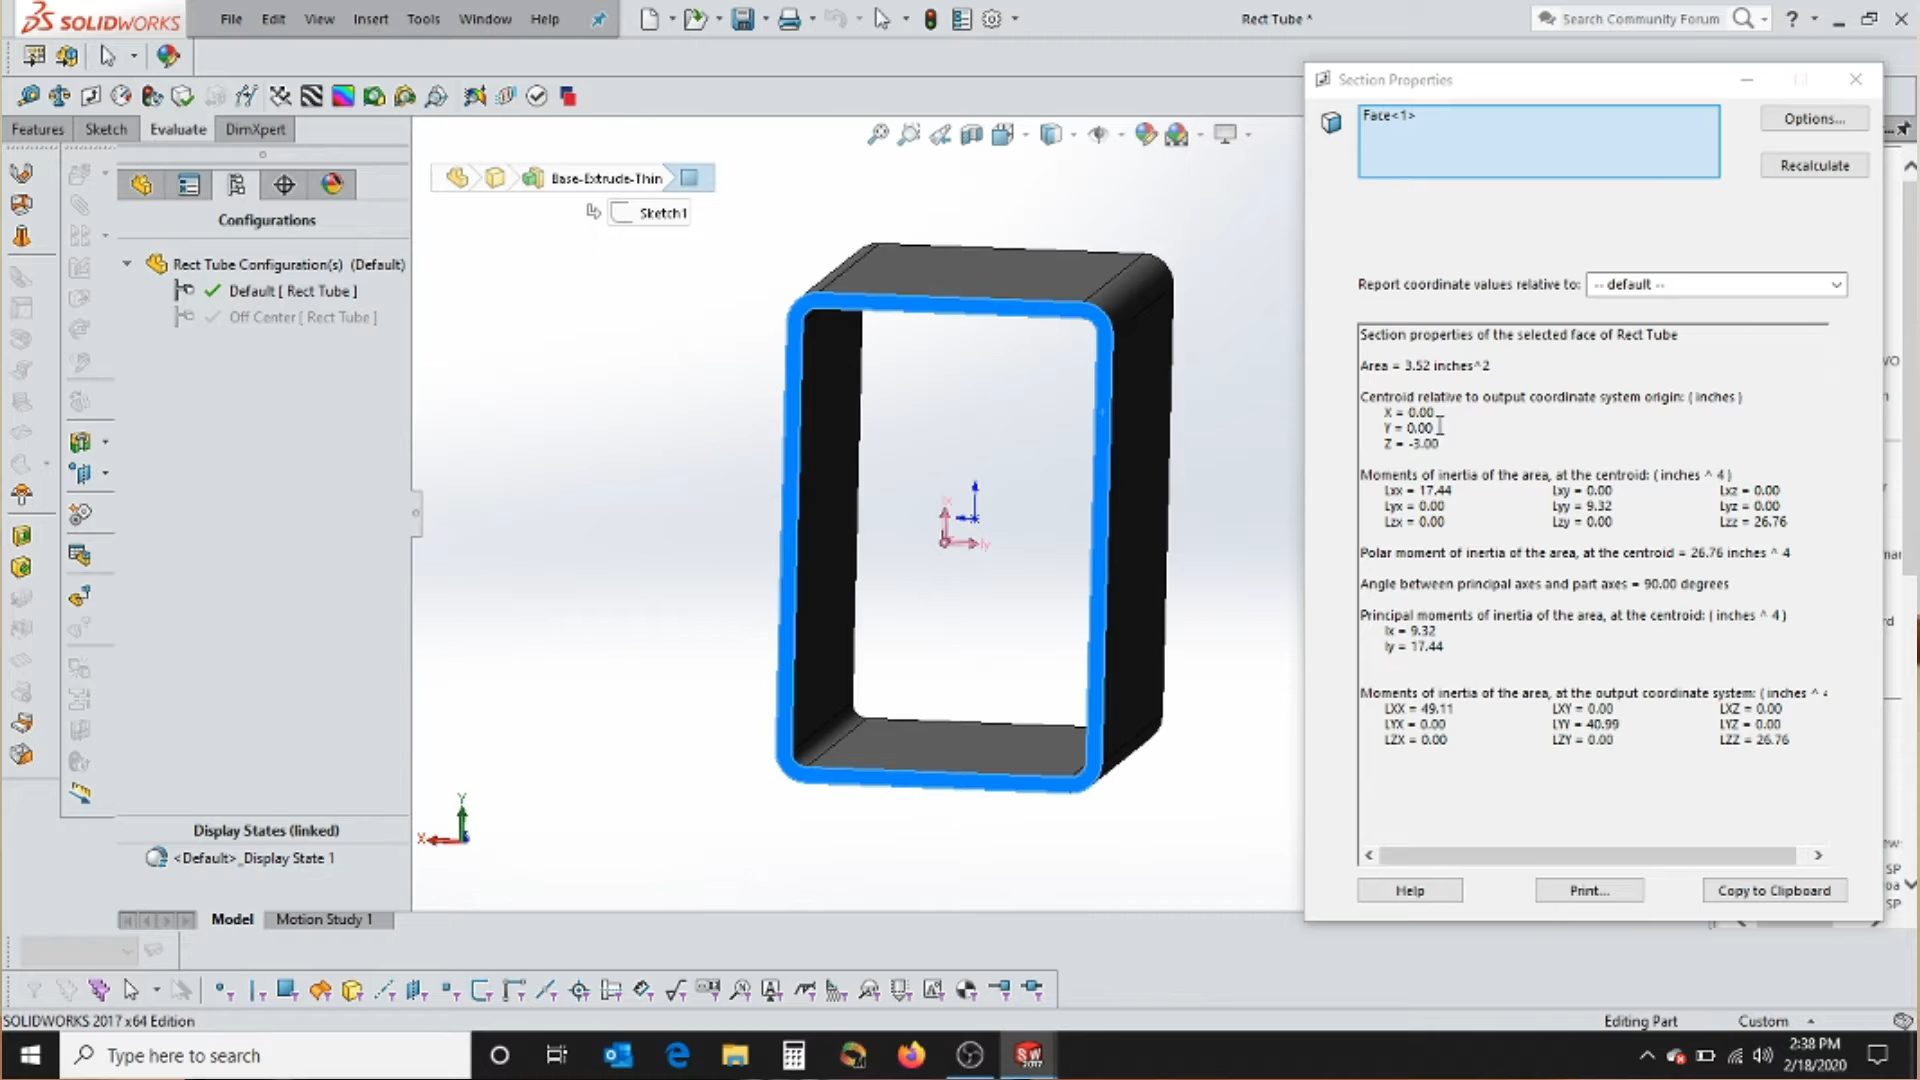 SOLIDWORKS
File Edit View Insert Tools Window Help
Rect Tube *
Search Community Forum
?
Features Sketch Evaluate DimXpert
Configurations
Rect Tube Configuration(s) (Default)
Default [ Rect Tube ]
Off Center [ Rect Tube ]
Base-Extrude-Thin
Sketch1
Iy
X
Y
Display States (linked)
<Default>_Display State 1
Model Motion Study 1
Section Properties
Face<1>
Options...
Recalculate
Report coordinate values relative to: -- default --
Section properties of the selected face of Rect Tube
Area = 3.52 inches^2
Centroid relative to output coordinate system origin: ( inches )
X = 0.00
Y = 0.00
Z = -3.00
Moments of inertia of the area, at the centroid: ( inches ^ 4 )
Lxx = 17.44 Lxy = 0.00 Lxz = 0.00
Lyx = 0.00 Lyy = 9.32 Lyz = 0.00
Lzx = 0.00 Lzy = 0.00 Lzz = 26.76
Polar moment of inertia of the area, at the centroid = 26.76 inches ^ 4
Angle between principal axes and part axes = 90.00 degrees
Principal moments of inertia of the area, at the centroid: ( inches ^ 4 )
Ix = 9.32
Iy = 17.44
Moments of inertia of the area, at the output coordinate system: ( inches ^ 4
LXX = 49.11 LXY = 0.00 LXZ = 0.00
LYX = 0.00 LYY = 40.99 LYZ = 0.00
LZX = 0.00 LZY = 0.00 LZZ = 26.76
Help Print... Copy to Clipboard
SOLIDWORKS 2017 x64 Edition
Editing Part Custom
Type here to search
SW 2017
2:38 PM
2/18/2020